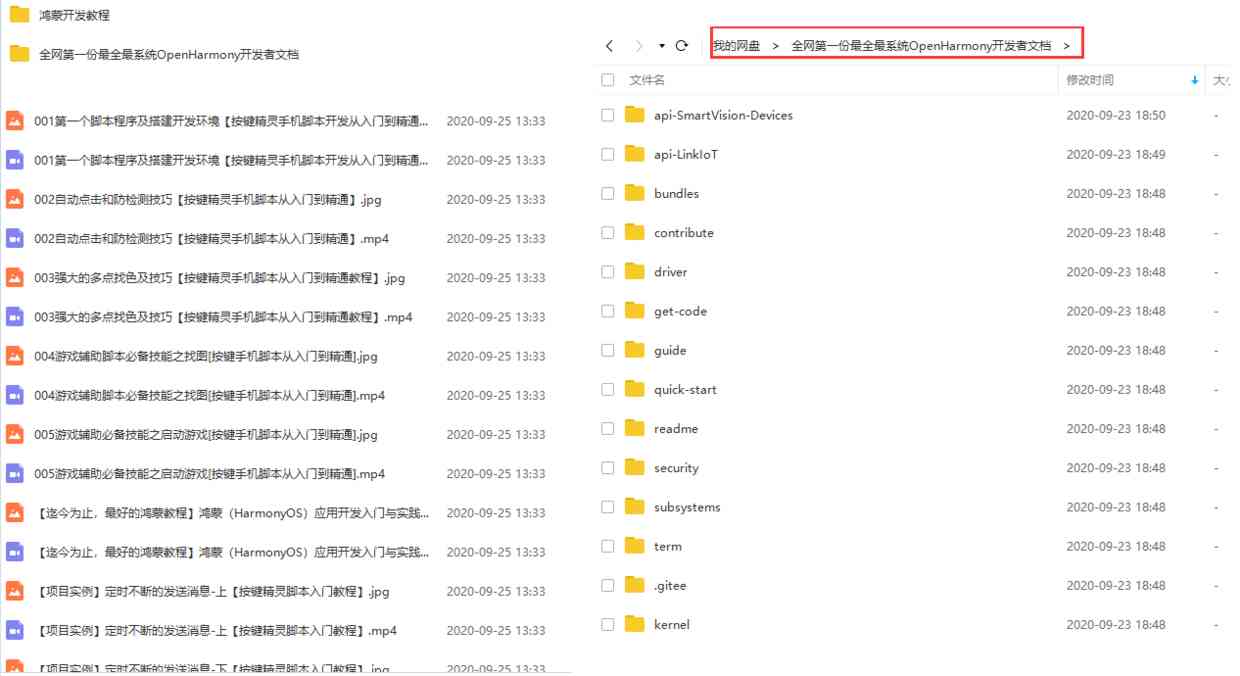 鸿蒙开发教程
全网第一份最全最系统OpenHarmony开发者文档
001第一个脚本程序及搭建开发环境【按键精灵手机脚本开发从入门到精通... 2020-09-25 13:33
001第一个脚本程序及搭建开发环境【按键精灵手机脚本开发从入门到精通... 2020-09-25 13:33
002自动点击和防检测技巧【按键精灵手机脚本从入门到精通】.jpg 2020-09-25 13:33
002自动点击和防检测技巧【按键精灵手机脚本从入门到精通】.mp4 2020-09-25 13:33
003强大的多点找色及技巧【按键精灵手机脚本从入门到精通教程】.jpg 2020-09-25 13:33
003强大的多点找色及技巧【按键精灵手机脚本从入门到精通教程】.mp4 2020-09-25 13:33
004游戏辅助脚本必备技能之找图[按键手机脚本从入门到精通].jpg 2020-09-25 13:33
004游戏辅助脚本必备技能之找图[按键手机脚本从入门到精通].mp4 2020-09-25 13:33
005游戏辅助必备技能之启动游戏[按键手机脚本从入门到精通].jpg 2020-09-25 13:33
005游戏辅助必备技能之启动游戏[按键手机脚本从入门到精通].mp4 2020-09-25 13:33
【迄今为止，最好的鸿蒙教程】鸿蒙（HarmonyOS）应用开发入门与实践... 2020-09-25 13:33
【迄今为止，最好的鸿蒙教程】鸿蒙（HarmonyOS）应用开发入门与实践... 2020-09-25 13:33
【项目实例】定时不断的发送消息-上【按键精灵脚本入门教程】.jpg 2020-09-25 13:33
【项目实例】定时不断的发送消息-上【按键精灵脚本入门教程】.mp4 2020-09-25 13:33
【项目实例】定时不断的发送消息-下【按键精灵脚本入门教程】.jpg 2020-09-25 13:33
我的网盘 > 全网第一份最全最系统OpenHarmony开发者文档 >
文件名 修改时间
api-SmartVision-Devices 2020-09-23 18:50 -
api-LinkIoT 2020-09-23 18:49 -
bundles 2020-09-23 18:48 -
contribute 2020-09-23 18:48 -
driver 2020-09-23 18:48 -
get-code 2020-09-23 18:48 -
guide 2020-09-23 18:48 -
quick-start 2020-09-23 18:48 -
readme 2020-09-23 18:48 -
security 2020-09-23 18:48 -
subsystems 2020-09-23 18:48 -
term 2020-09-23 18:48 -
.gitee 2020-09-23 18:48 -
kernel 2020-09-23 18:48 -